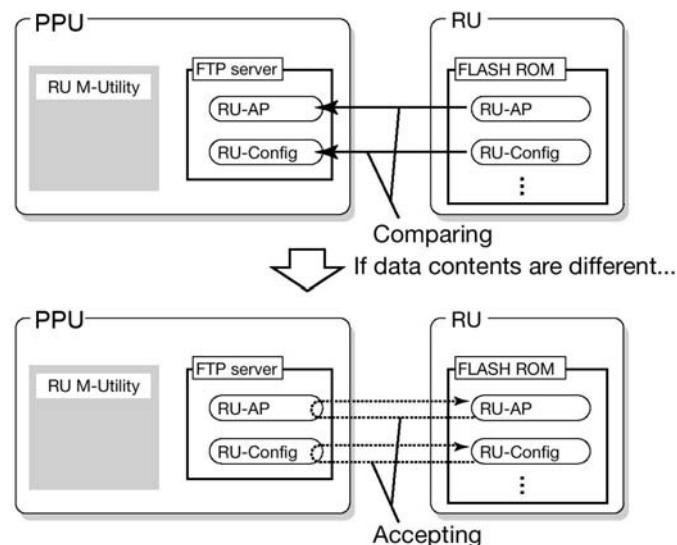 PPU
RU
RU M-Utility
FTP server
FLASH ROM
RU-AP
RU-AP
RU-Config
RU-Config
Comparing
If data contents are different...
PPU
RU
RU M-Utility
FTP server
FLASH ROM
RU-AP
RU-AP
RU-Config
RU-Config
Accepting